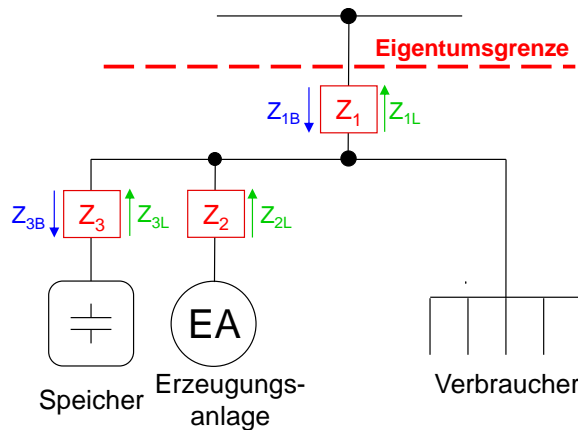 Eigentumsgrenze
Z1B
Z1
Z1L
Z3B
Z3
Z3L
Z2
Z2L
EA
Speicher
Erzeugungs-
anlage
Verbraucher